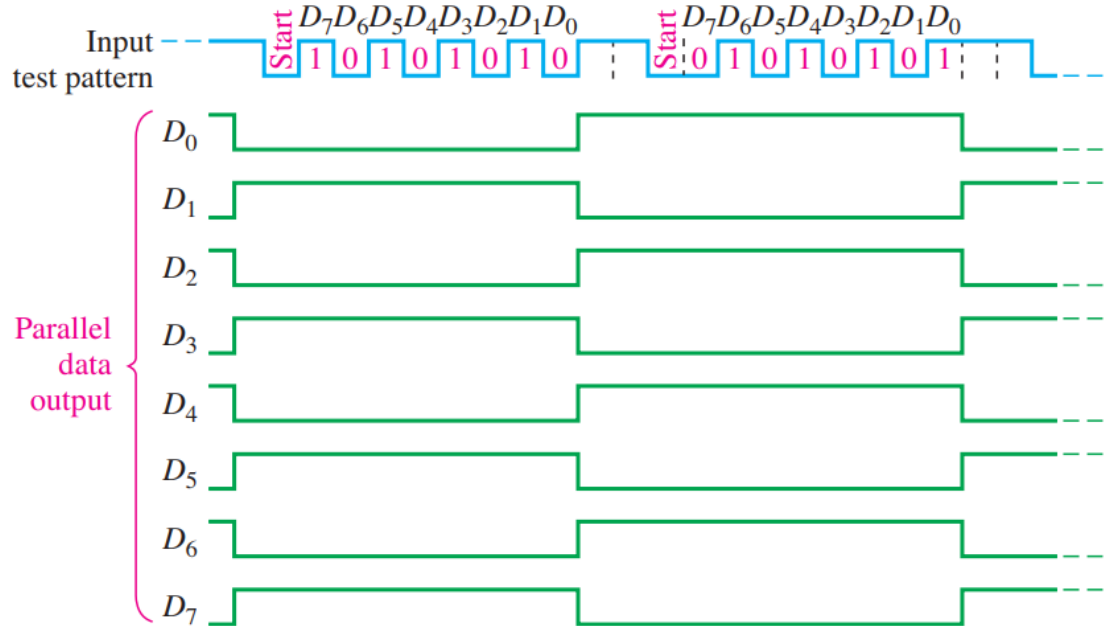 D₇D₆D₅D₄D₃D₂D₁D₀ D₇D₆D₅D₄D₃D₂D₁D₀
Input
test pattern
Start 1 0 1 0 1 0 1 0 Start 0 1 0 1 0 1 0 1
D₀
D₁
D₂
D₃
Parallel
data
output
D₄
D₅
D₆
D₇